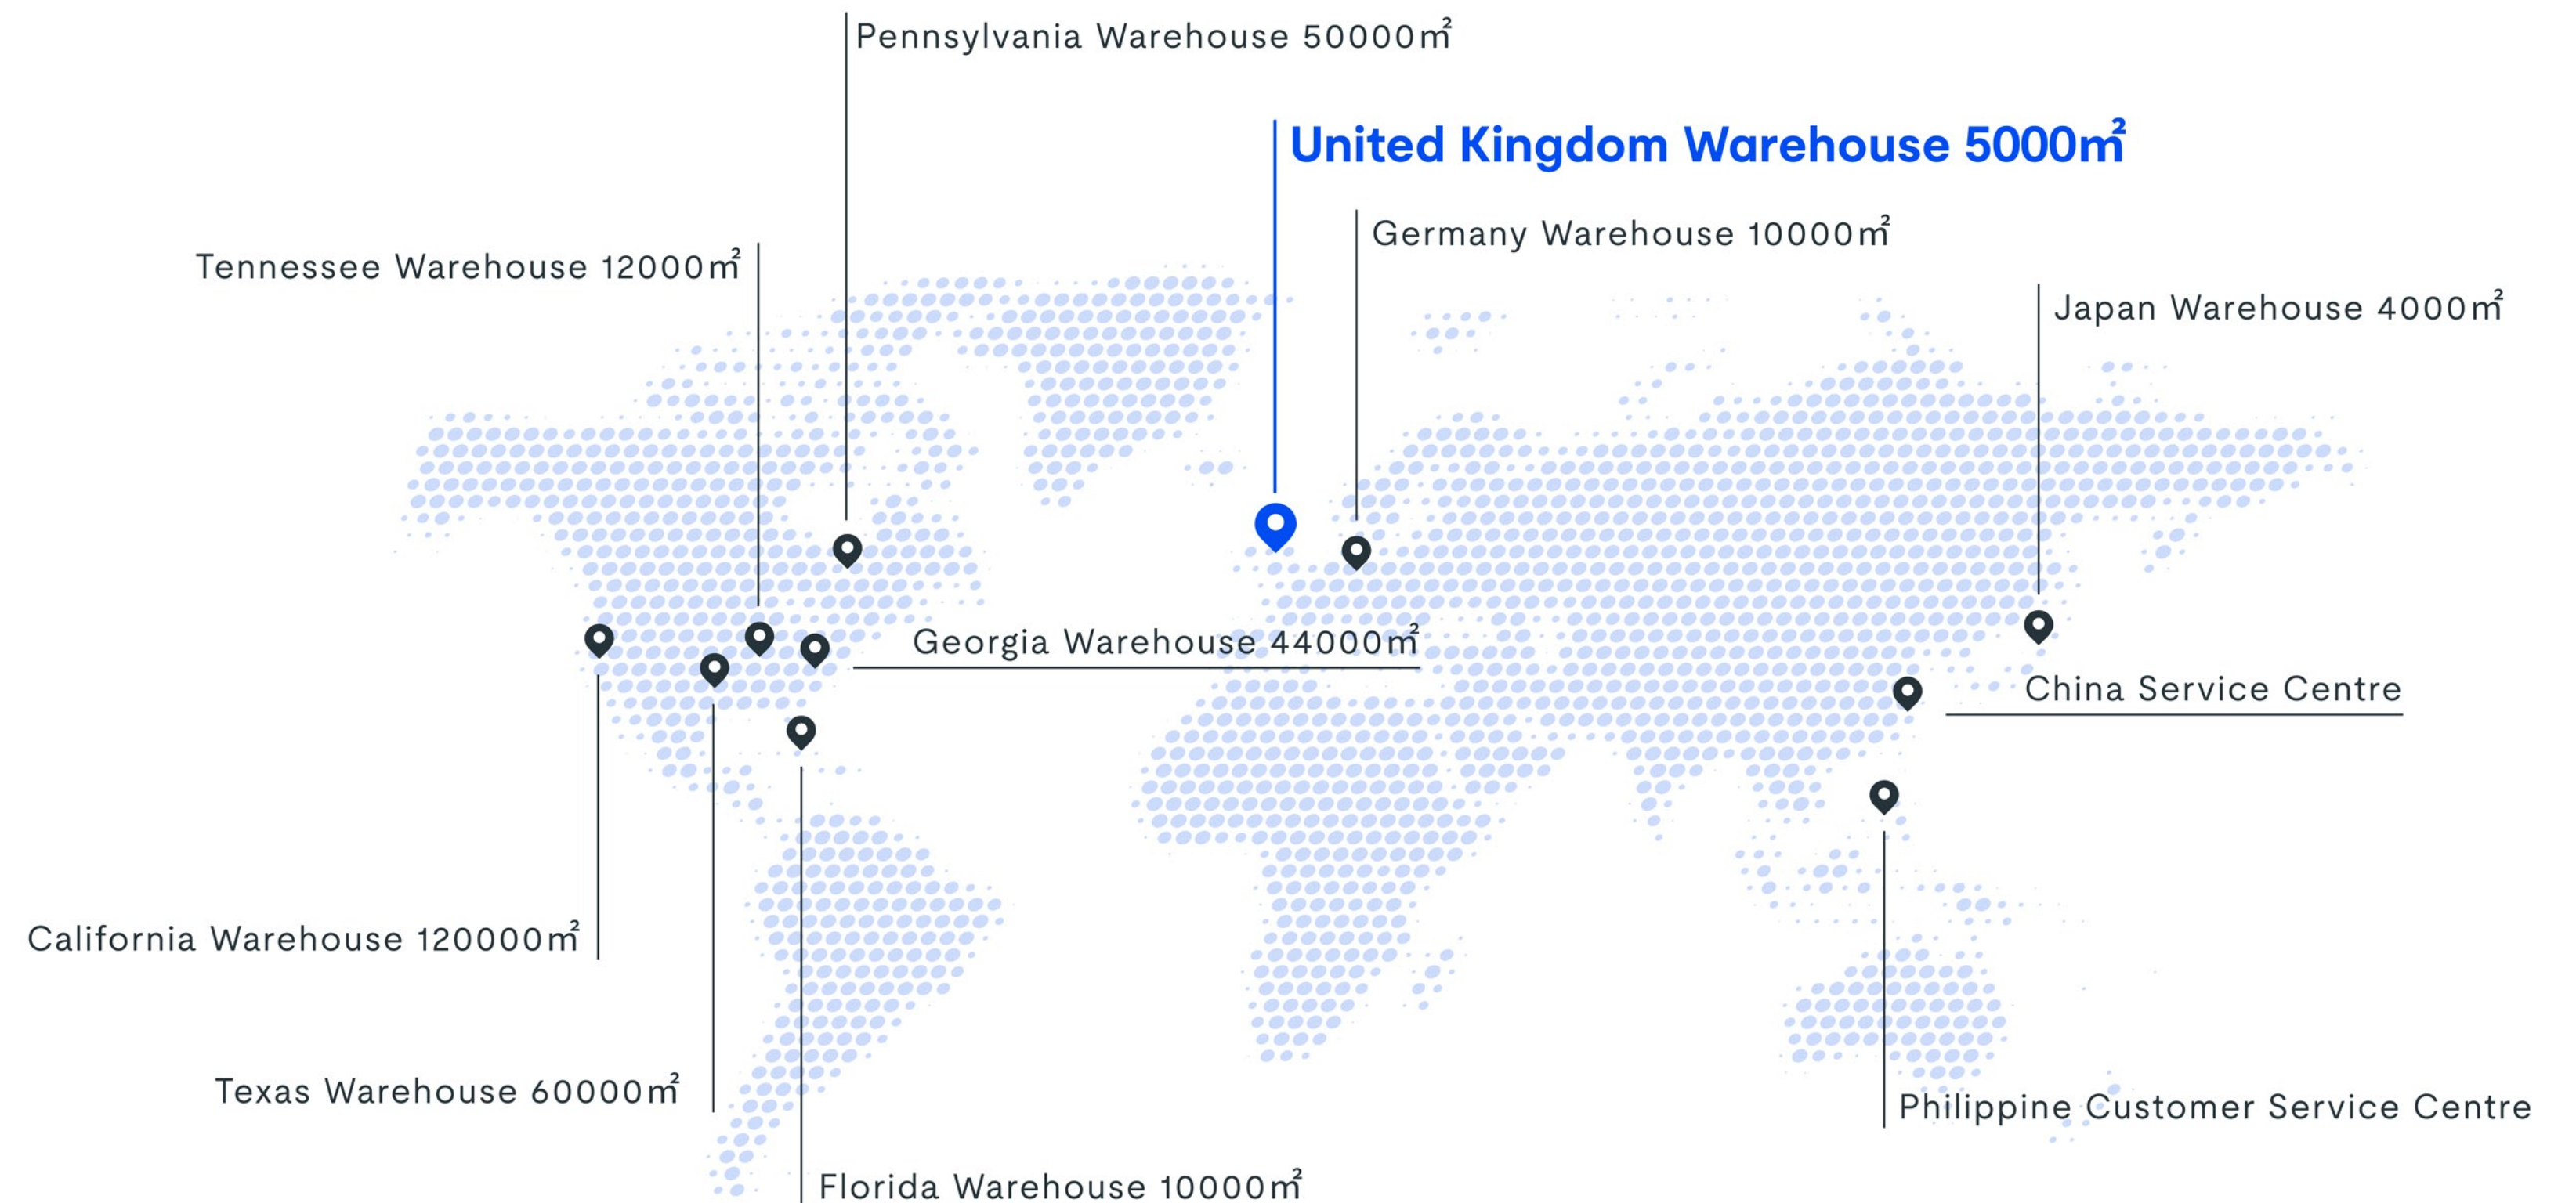 Pennsylvania Warehouse 50000㎡
United Kingdom Warehouse 5000㎡
Germany Warehouse 10000㎡
Tennessee Warehouse 12000㎡
Japan Warehouse 4000㎡
Georgia Warehouse 44000㎡
China Service Centre
California Warehouse 120000㎡
Texas Warehouse 60000㎡
Philippine Customer Service Centre
Florida Warehouse 10000㎡